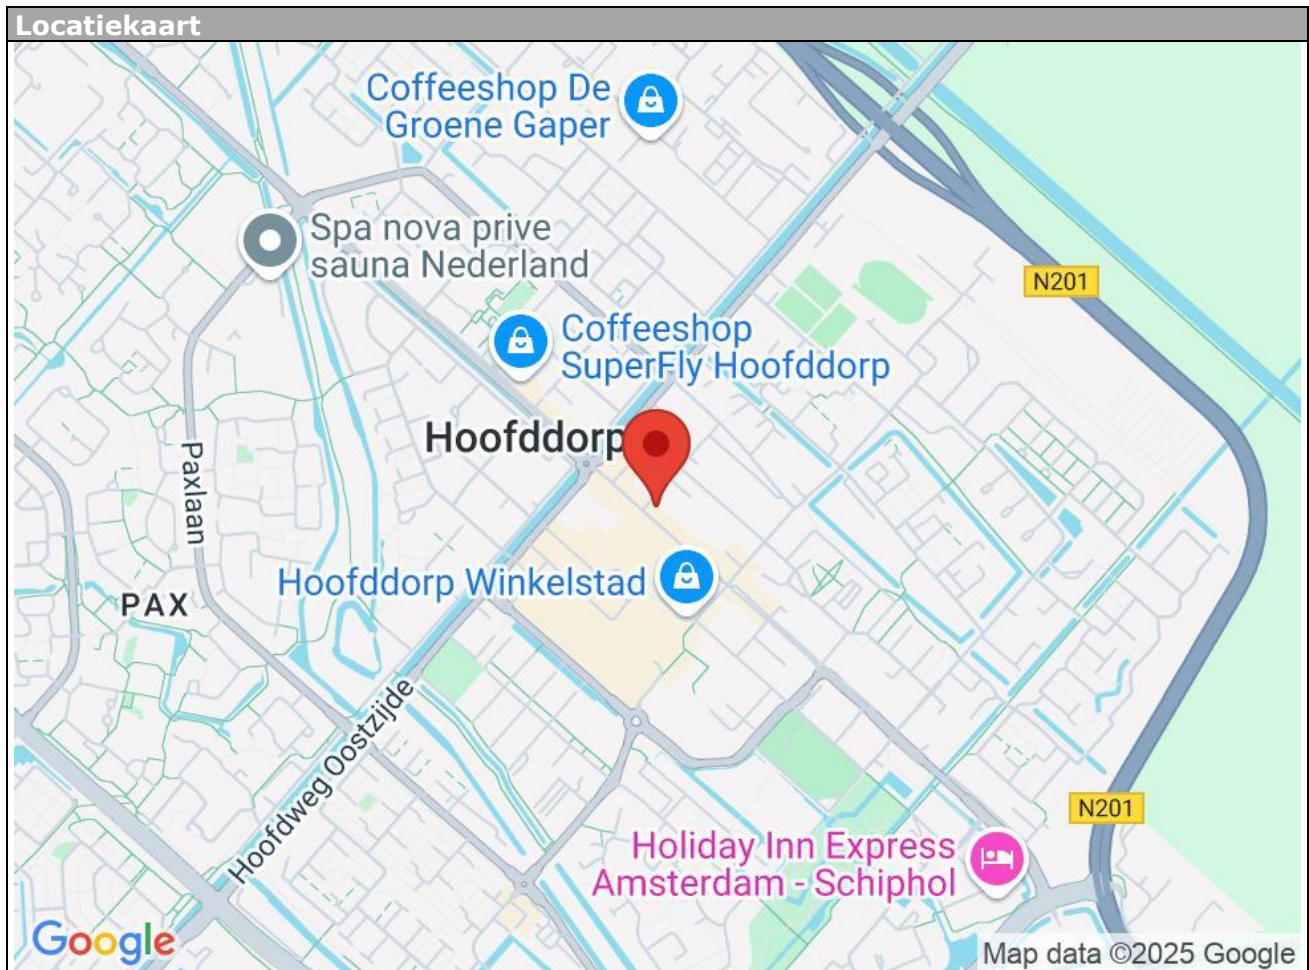 Locatiekaart
Coffeeshop De
Groene Gaper
Spa nova prive
sauna Nederland
N201
Coffeeshop
SuperFly Hoofddorp
Hoofddorp
Paxlaan
Hoofddorp Winkelstad
PAX
Hoofdweg Oostzijde
N201
Holiday Inn Express
Amsterdam - Schiphol
Google
Map data ©2025 Google